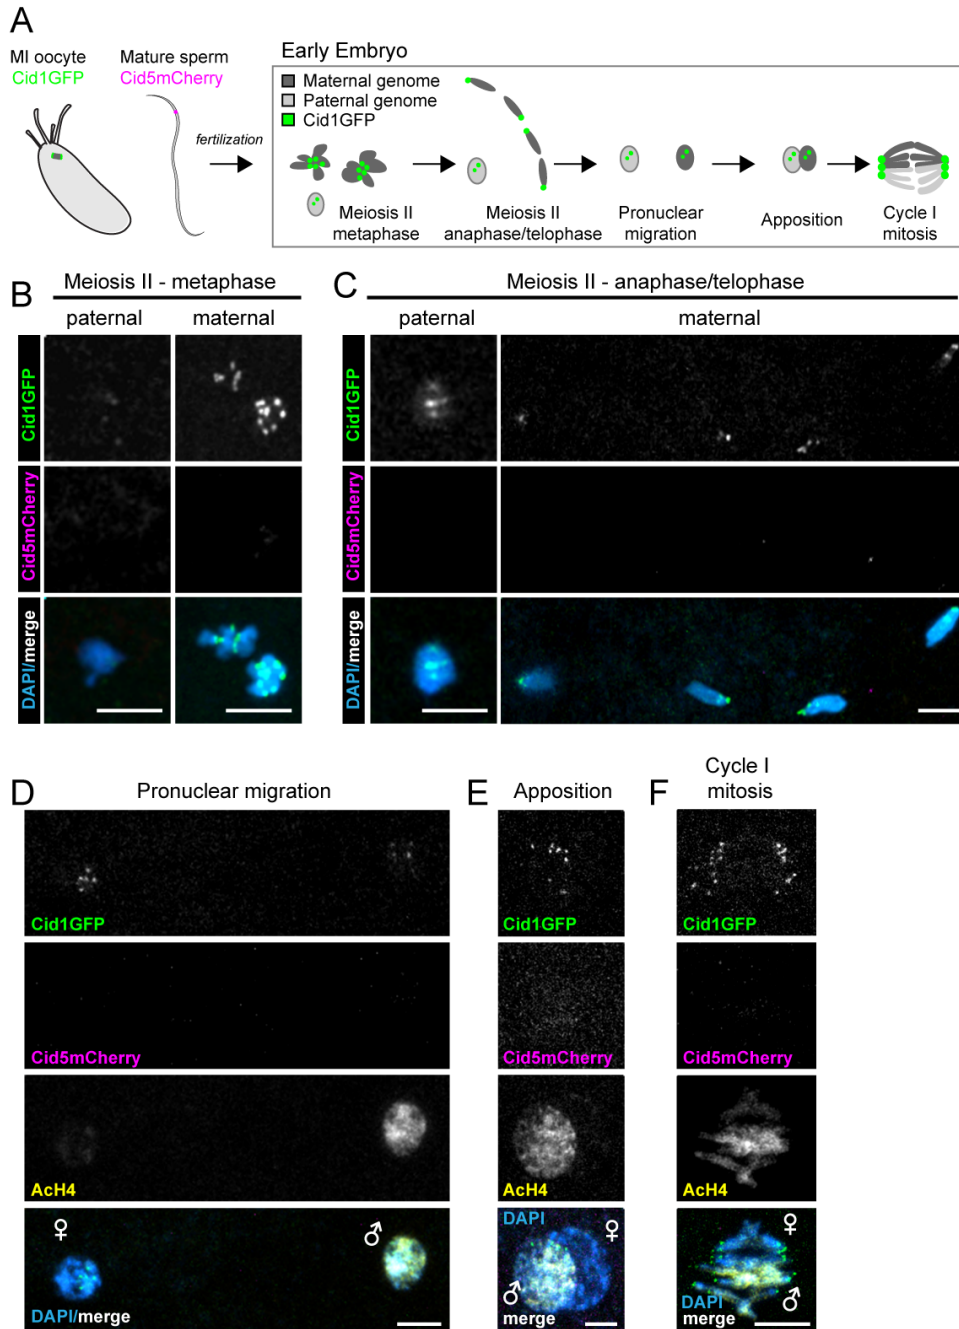 A
MI oocyte
Cid1GFP
Mature sperm
Cid5mCherry
fertilization
Early Embryo
Maternal genome
Paternal genome
Cid1GFP
Meiosis II
metaphase
Meiosis II
anaphase/telophase
Pronuclear
migration
Apposition
Cycle I
mitosis
B
Meiosis II - metaphase
paternal
maternal
Cid1GFP
Cid5mCherry
DAPI/merge
C
Meiosis II - anaphase/telophase
paternal
maternal
Cid1GFP
Cid5mCherry
DAPI/merge
D
Pronuclear migration
Cid1GFP
Cid5mCherry
AcH4
♀
♂
DAPI/merge
E
Apposition
Cid1GFP
Cid5mCherry
AcH4
DAPI
♀
♂
merge
F
Cycle I
mitosis
Cid1GFP
Cid5mCherry
AcH4
♀
♂
DAPI
merge